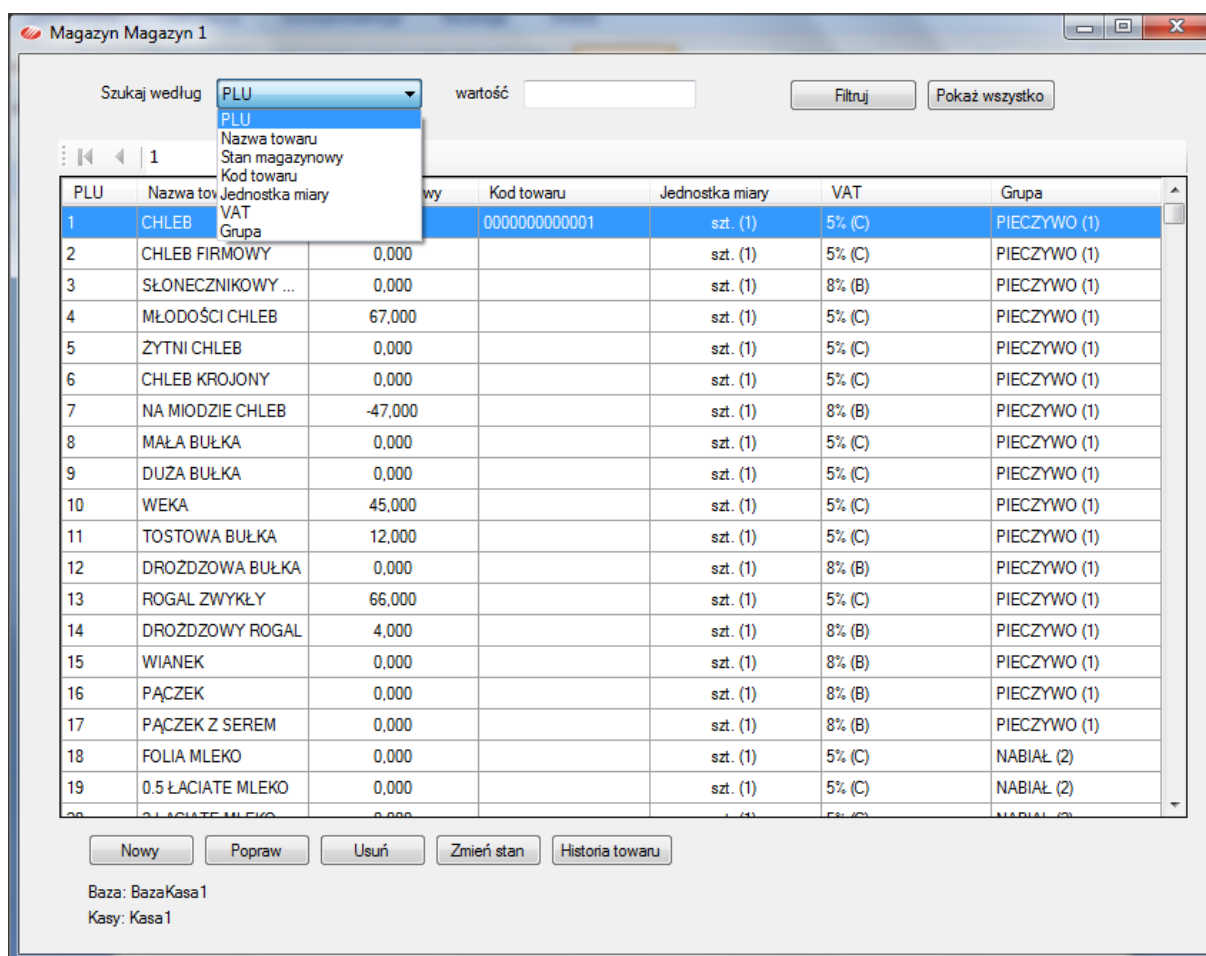 Magazyn Magazyn 1
Szukaj według PLU wartość Filtruj Pokaż wszystko
PLU
Nazwa towaru
Stan magazynowy
Kod towaru
Jednostka miary
VAT
Grupa
1
PLU Nazwa tow wy Kod towaru Jednostka miary VAT Grupa
1 CHLEB 0000000000001 szt. (1) 5% (C) PIECZYWO (1)
2 CHLEB FIRMOWY 0,000 szt. (1) 5% (C) PIECZYWO (1)
3 SŁONECZNIKOWY ... 0,000 szt. (1) 8% (B) PIECZYWO (1)
4 MŁODOŚCI CHLEB 67,000 szt. (1) 5% (C) PIECZYWO (1)
5 ŻYTNI CHLEB 0,000 szt. (1) 5% (C) PIECZYWO (1)
6 CHLEB KROJONY 0,000 szt. (1) 5% (C) PIECZYWO (1)
7 NA MIODZIE CHLEB -47,000 szt. (1) 8% (B) PIECZYWO (1)
8 MAŁA BUŁKA 0,000 szt. (1) 5% (C) PIECZYWO (1)
9 DUŻA BUŁKA 0,000 szt. (1) 5% (C) PIECZYWO (1)
10 WEKA 45,000 szt. (1) 5% (C) PIECZYWO (1)
11 TOSTOWA BUŁKA 12,000 szt. (1) 5% (C) PIECZYWO (1)
12 DROŻDZOWA BUŁKA 0,000 szt. (1) 8% (B) PIECZYWO (1)
13 ROGAL ZWYKŁY 66,000 szt. (1) 5% (C) PIECZYWO (1)
14 DROŻDZOWY ROGAL 4,000 szt. (1) 8% (B) PIECZYWO (1)
15 WIANEK 0,000 szt. (1) 8% (B) PIECZYWO (1)
16 PĄCZEK 0,000 szt. (1) 8% (B) PIECZYWO (1)
17 PĄCZEK Z SEREM 0,000 szt. (1) 8% (B) PIECZYWO (1)
18 FOLIA MLEKO 0,000 szt. (1) 5% (C) NABIAŁ (2)
19 0.5 ŁACIATE MLEKO 0,000 szt. (1) 5% (C) NABIAŁ (2)
Nowy Popraw Usuń Zmień stan Historia towaru
Baza: BazaKasa1
Kasy: Kasa1